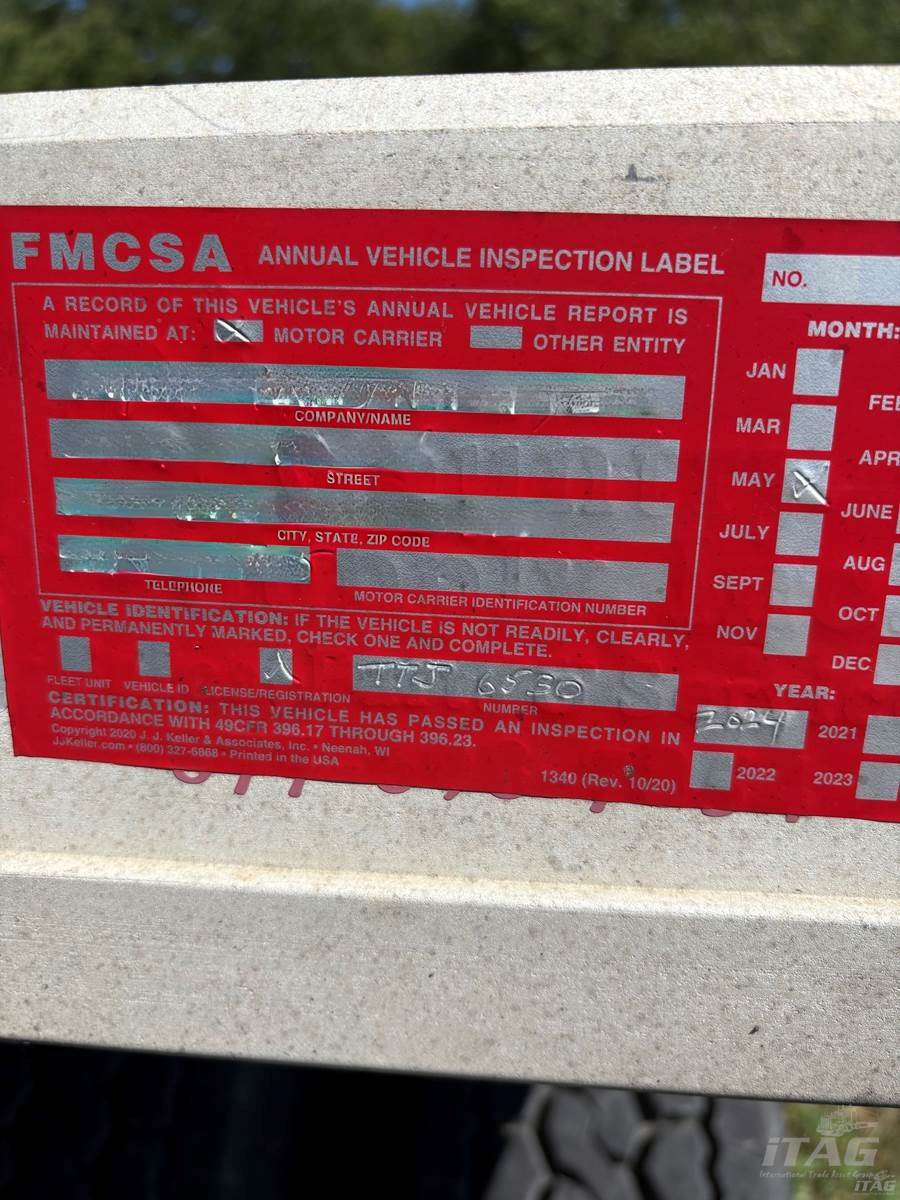 FMCSA ANNUAL VEHICLE INSPECTION LABEL
NO.
A RECORD OF THIS VEHICLE'S ANNUAL VEHICLE REPORT IS
MAINTAINED AT: MOTOR CARRIER OTHER ENTITY
COMPANY/NAME
STREET
CITY, STATE, ZIP CODE
TELEPHONE
MOTOR CARRIER IDENTIFICATION NUMBER
VEHICLE IDENTIFICATION: IF THE VEHICLE IS NOT READILY, CLEARLY,
AND PERMANENTLY MARKED, CHECK ONE AND COMPLETE.
TTJ 6530
FLEET UNIT VEHICLE ID LICENSE/REGISTRATION NUMBER
CERTIFICATION: THIS VEHICLE HAS PASSED AN INSPECTION IN
ACCORDANCE WITH 49CFR 396.17 THROUGH 396.23.
Copyright 2020 J. J. Keller & Associates, Inc. • Neenah, WI
JJKeller.com • (800) 327-6868 • Printed in the USA
1340 (Rev. 10/20)
MONTH:
JAN FEB
MAR APR
MAY JUNE
JULY AUG
SEPT OCT
NOV DEC
YEAR:
2024 2021
2022 2023
iTAG
International Trade Asset Group
iTAG